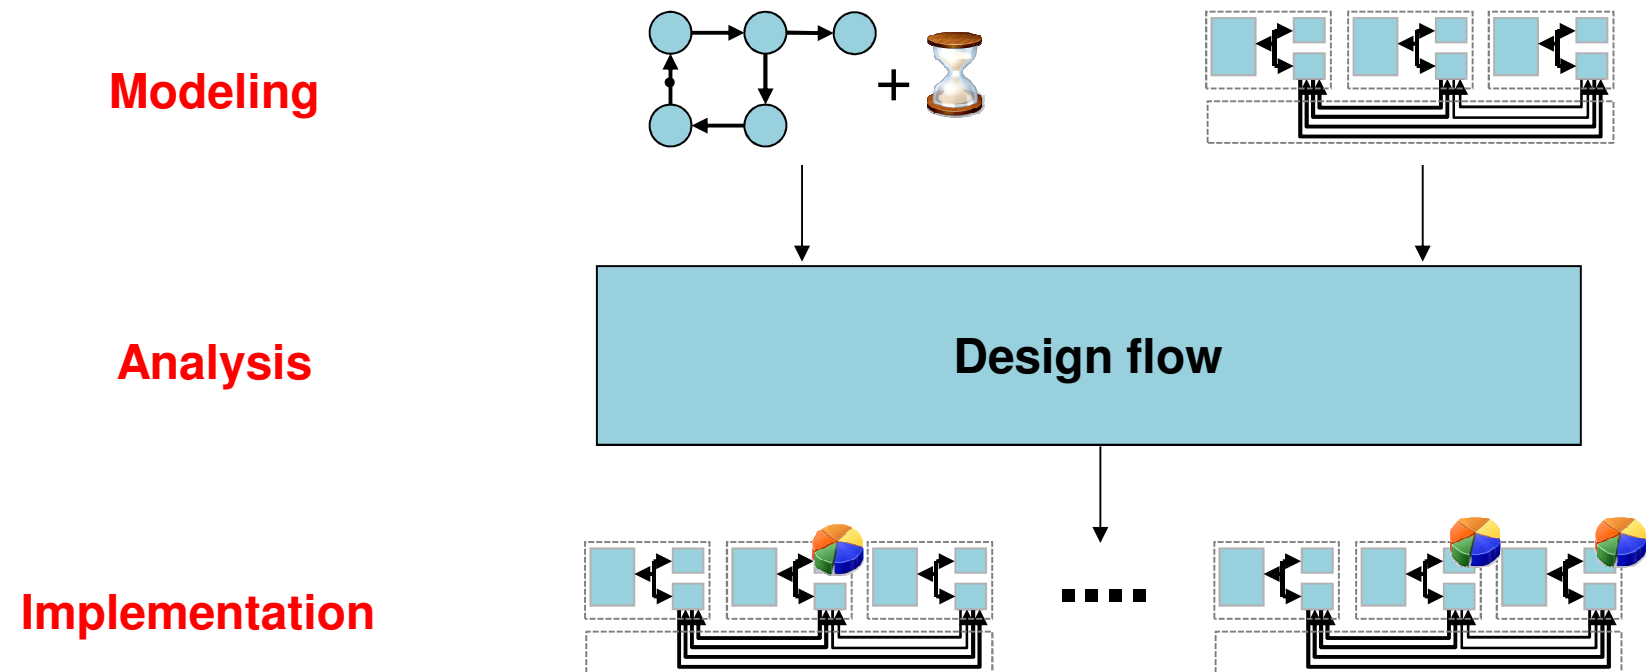 Modeling
+
Analysis
Design flow
Implementation